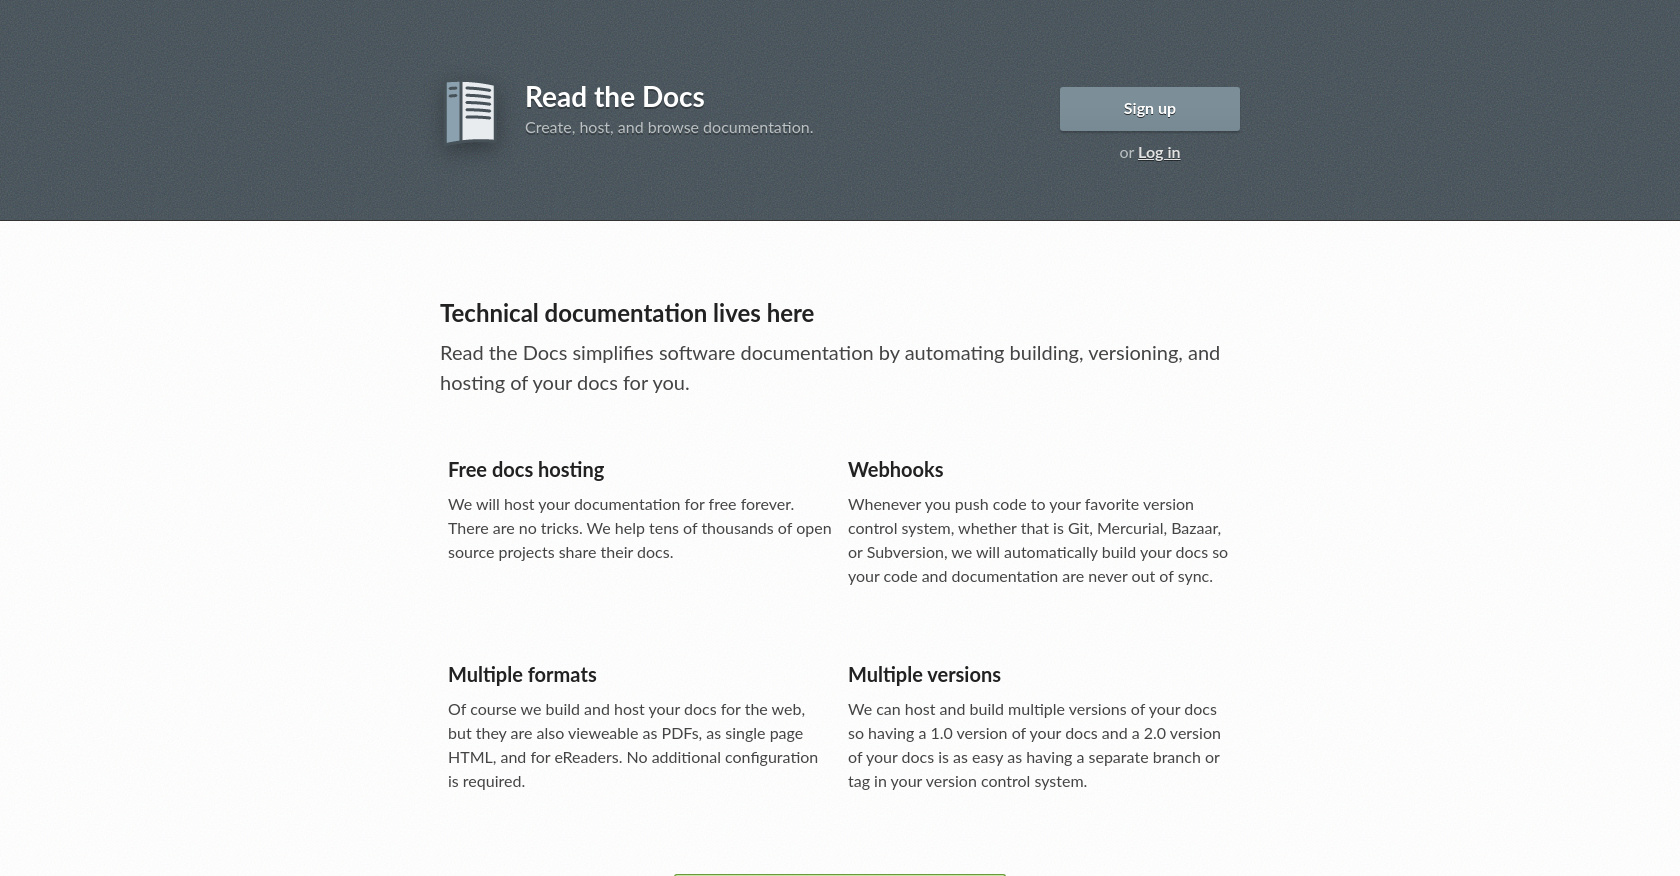 Read the Docs
Create, host, and browse documentation.
Sign up
or Log in
Technical documentation lives here
Read the Docs simplifies software documentation by automating building, versioning, and
hosting of your docs for you.
Free docs hosting
We will host your documentation for free forever.
There are no tricks. We help tens of thousands of open
source projects share their docs.
Webhooks
Whenever you push code to your favorite version
control system, whether that is Git, Mercurial, Bazaar,
or Subversion, we will automatically build your docs so
your code and documentation are never out of sync.
Multiple formats
Of course we build and host your docs for the web,
but they are also vieweable as PDFs, as single page
HTML, and for eReaders. No additional configuration
is required.
Multiple versions
We can host and build multiple versions of your docs
so having a 1.0 version of your docs and a 2.0 version
of your docs is as easy as having a separate branch or
tag in your version control system.